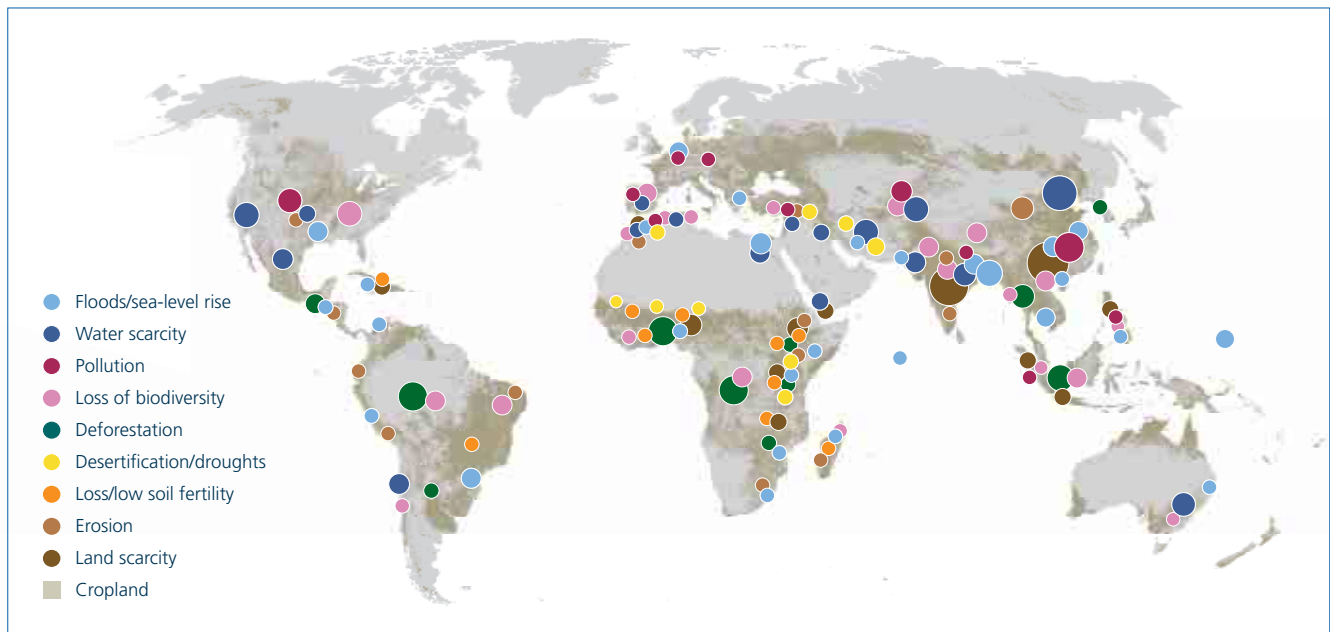 Floods/sea-level rise
Water scarcity
Pollution
Loss of biodiversity
Deforestation
Desertification/droughts
Loss/low soil fertility
Erosion
Land scarcity
Cropland